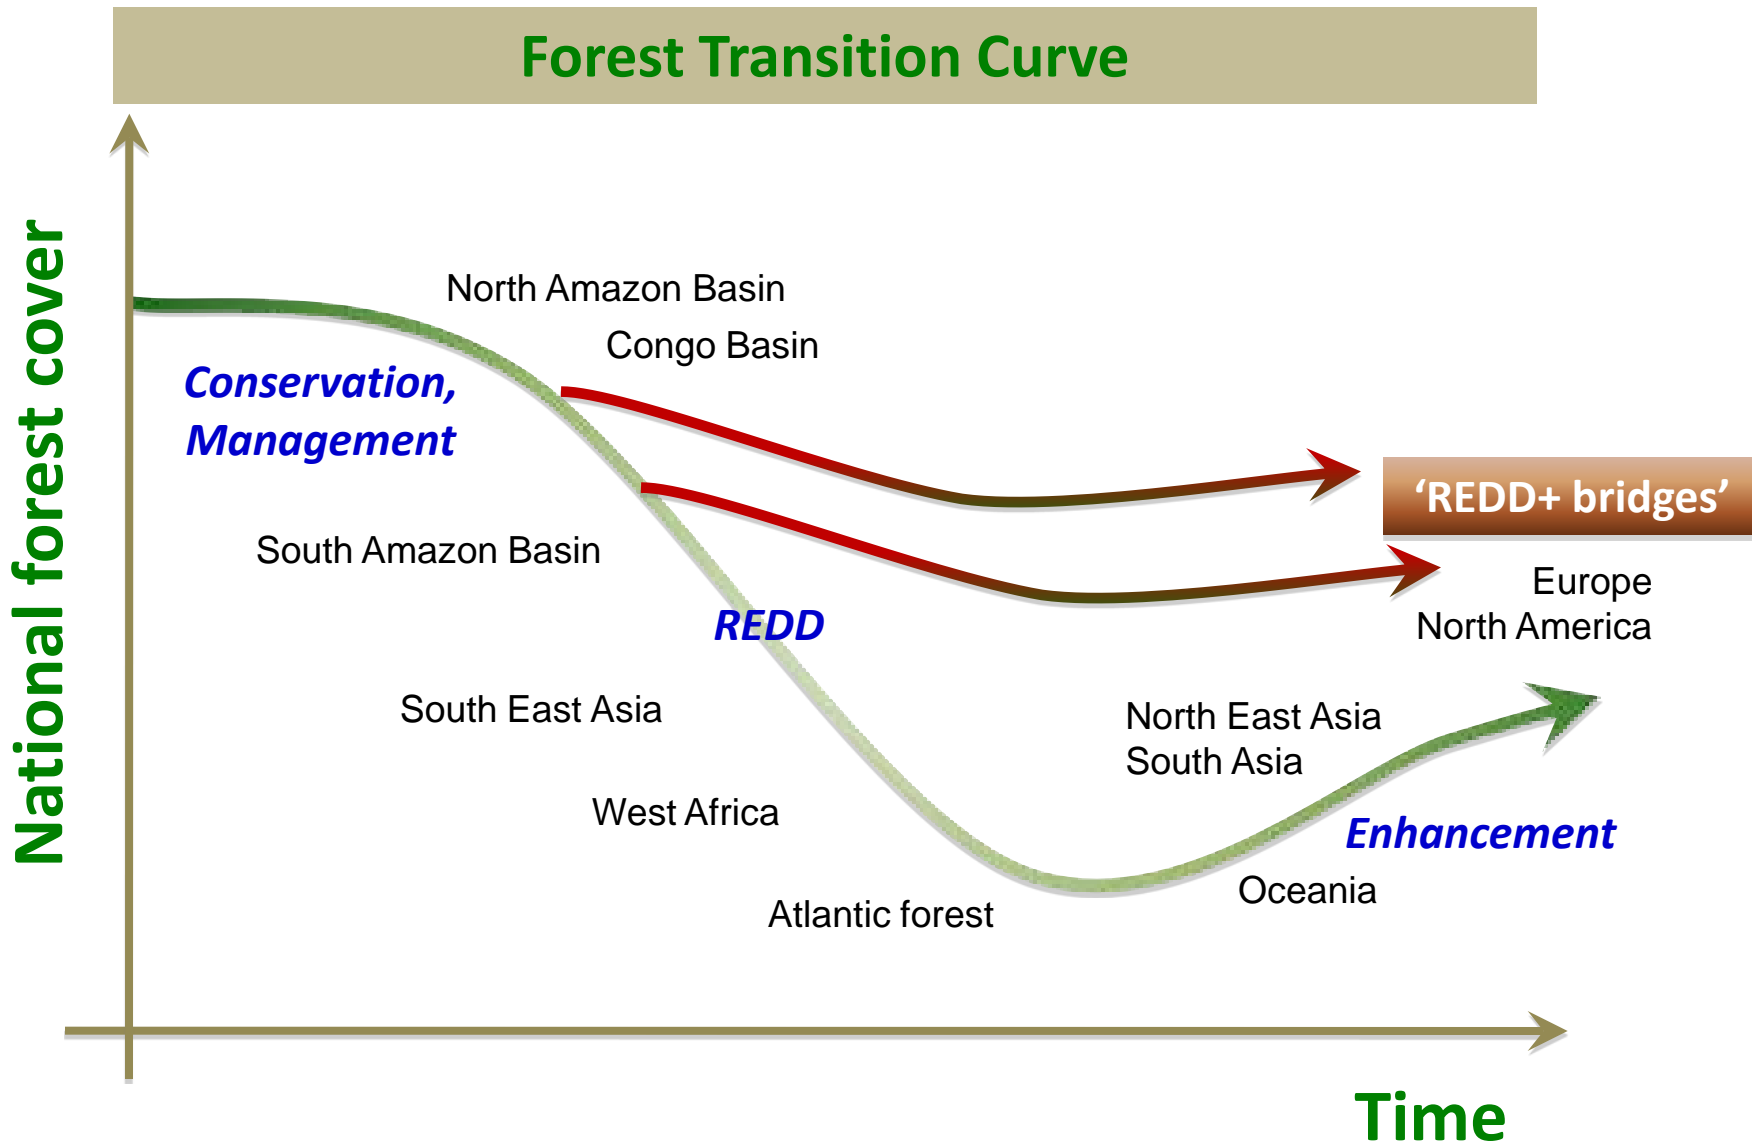 Forest Transition Curve
National forest cover
North Amazon Basin
Congo Basin
Conservation,
Management
‘REDD+ bridges’
South Amazon Basin
Europe
North America
REDD
South East Asia
North East Asia
South Asia
West Africa
Enhancement
Oceania
Atlantic forest
Time